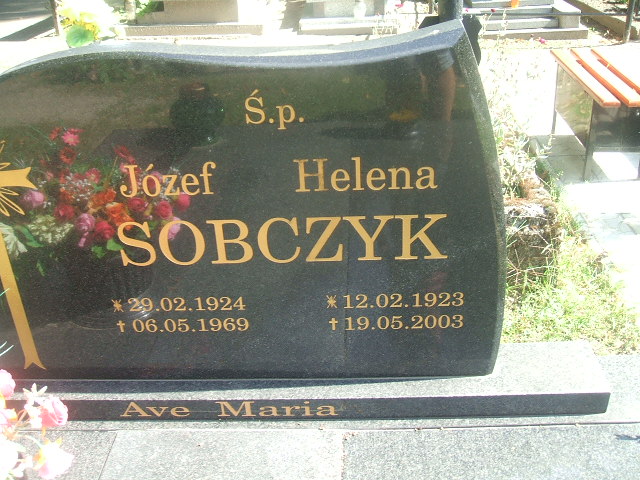 Ś.p.
Józef Helena
SOBCZYK
* 29.02.1924 * 12.02.1923
† 06.05.1969 † 19.05.2003
Ave Maria